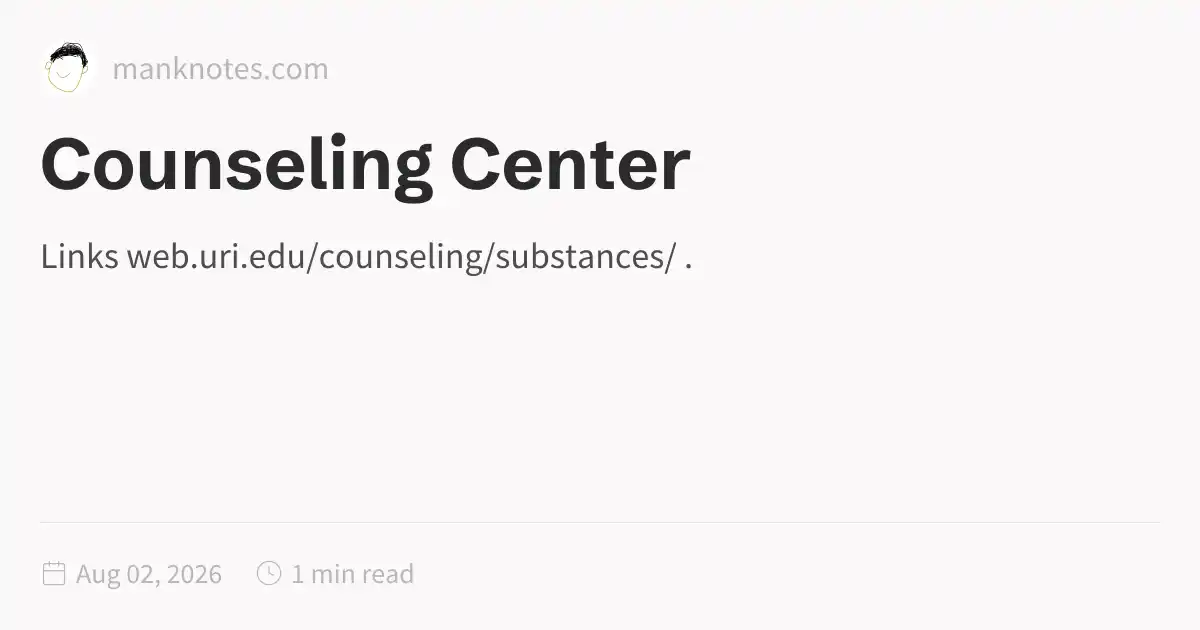 manknotes.com
Counseling Center
Links web.uri.edu/counseling/substances/ .
Aug 02, 2026 1 min read